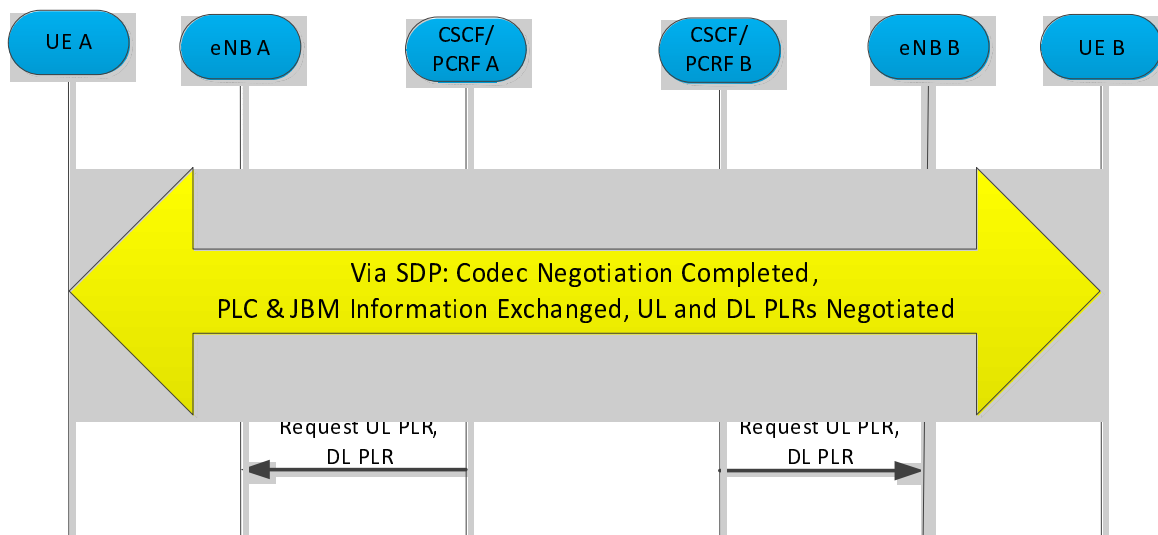 UE A
eNB A
CSCF/
PCRF A
CSCF/
PCRF B
eNB B
UE B
Via SDP: Codec Negotiation Completed,
PLC & JBM Information Exchanged, UL and DL PLRs Negotiated
Request UL PLR,
DL PLR
Request UL PLR,
DL PLR